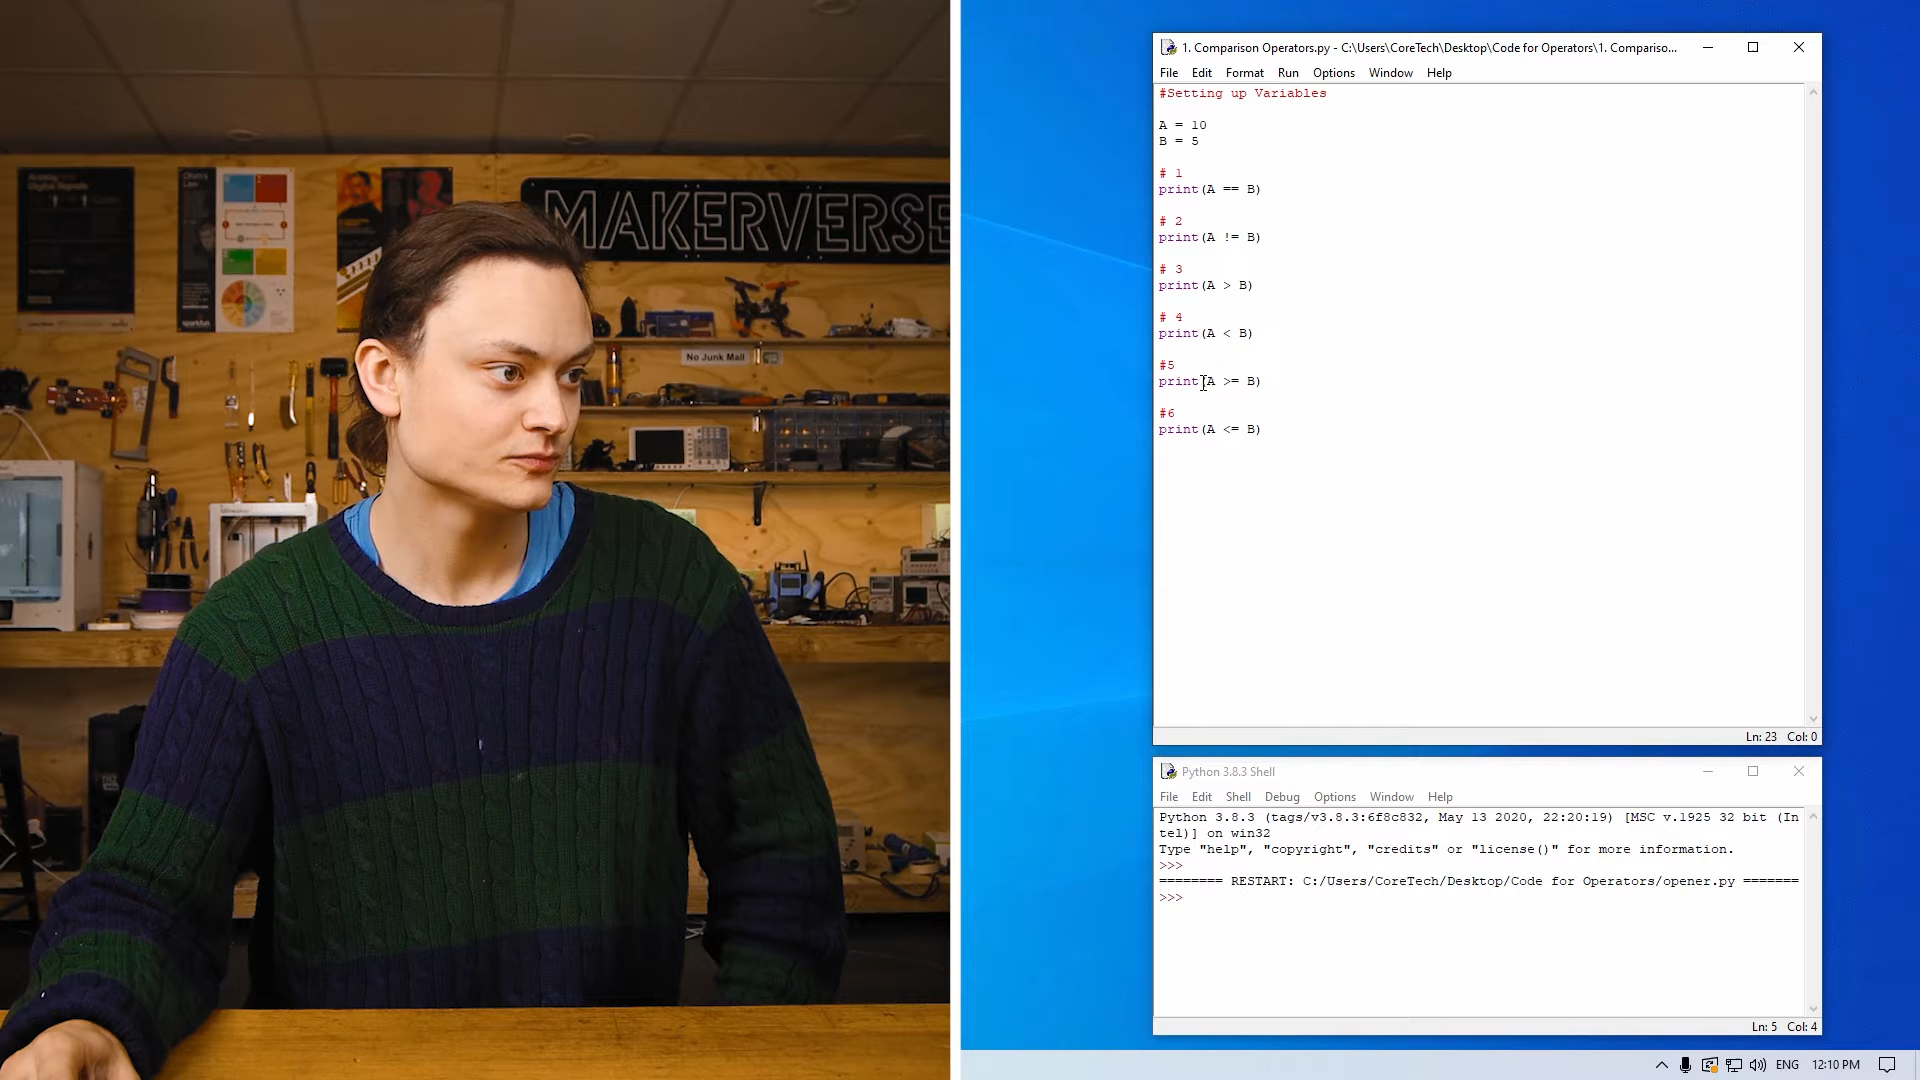 Analog
Digital Signals
Ohm's
Law
MAKERVERSE
No Junk Mail
1. Comparison Operators.py - C:\Users\CoreTech\Desktop\Code for Operators\1. Compariso...
File Edit Format Run Options Window Help
#Setting up Variables
A = 10
B = 5
# 1
print(A == B)
# 2
print(A != B)
# 3
print(A > B)
# 4
print(A < B)
#5
print(A >= B)
#6
print(A <= B)
Ln: 23 Col: 0
Python 3.8.3 Shell
File Edit Shell Debug Options Window Help
Python 3.8.3 (tags/v3.8.3:6f8c832, May 13 2020, 22:20:19) [MSC v.1925 32 bit (In
tel)] on win32
Type "help", "copyright", "credits" or "license()" for more information.
>>>
======== RESTART: C:/Users/CoreTech/Desktop/Code for Operators/opener.py =======
>>>
Ln: 5 Col: 4
ENG 12:10 PM